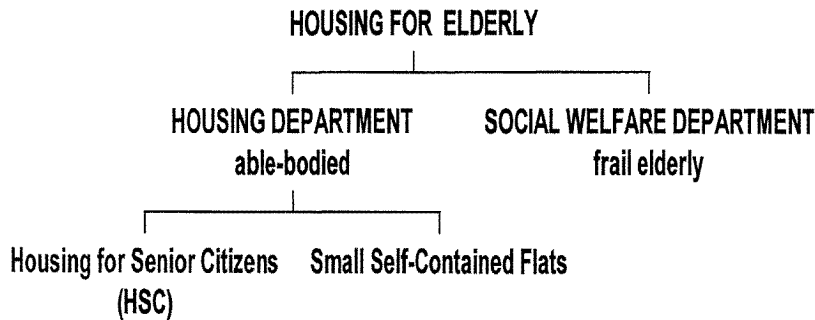 HOUSING FOR ELDERLY
HOUSING DEPARTMENT
able-bodied
SOCIAL WELFARE DEPARTMENT
frail elderly
Housing for Senior Citizens
(HSC)
Small Self-Contained Flats